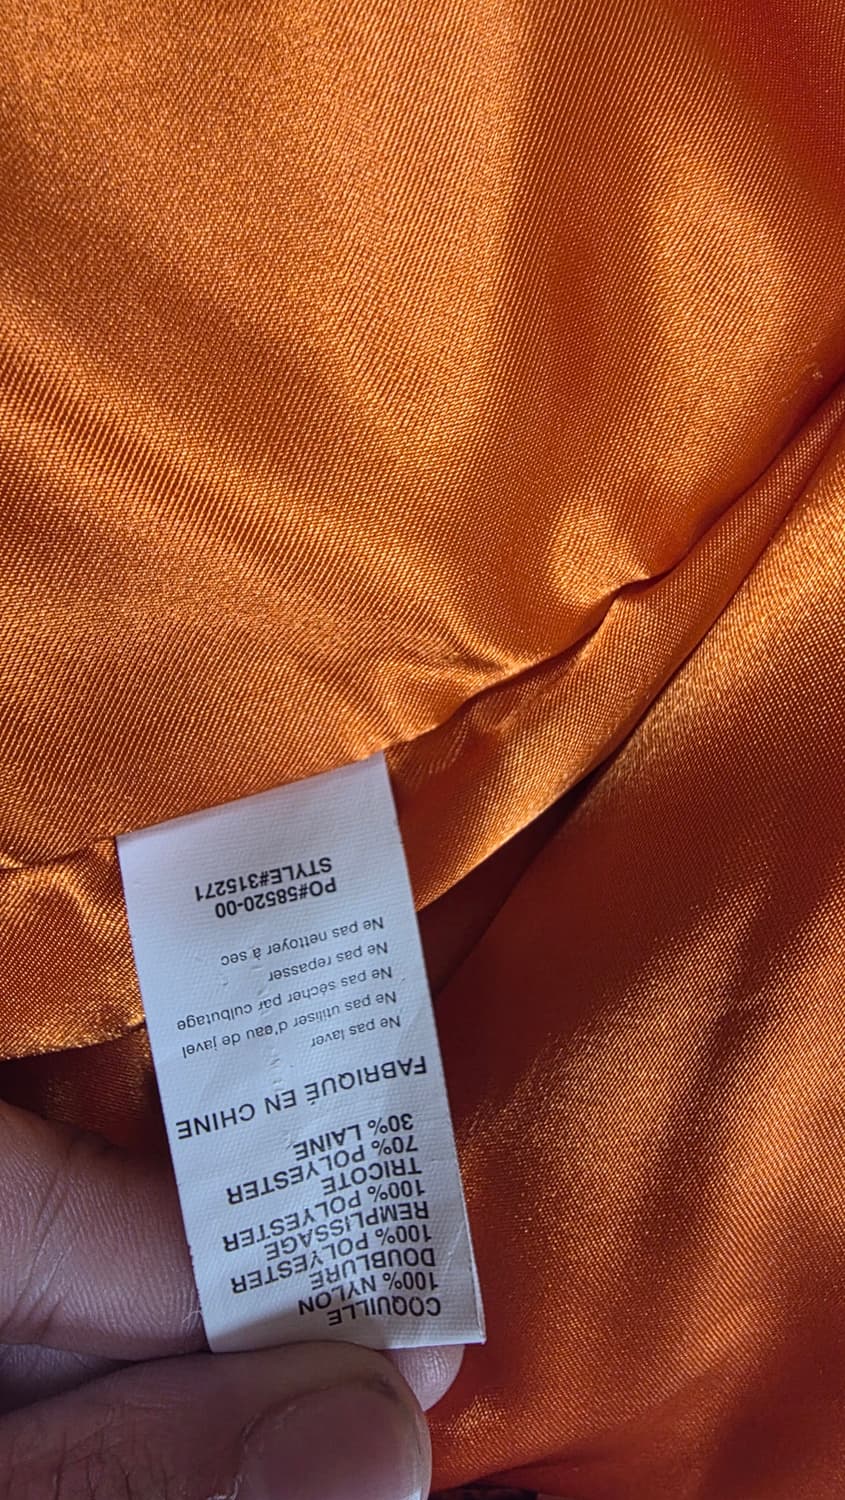 COQUILLE
100% NYLON
DOUBLURE
100% POLYESTER
REMPLISSAGE
100% POLYESTER
TRICOTE
70% POLYESTER
30% LAINE
FABRIQUÉ EN CHINE
Ne pas laver
Ne pas utiliser d'eau de javel
Ne pas sécher par culbutage
Ne pas repasser
Ne pas nettoyer à sec
PO#58520-00
STYLE#315271